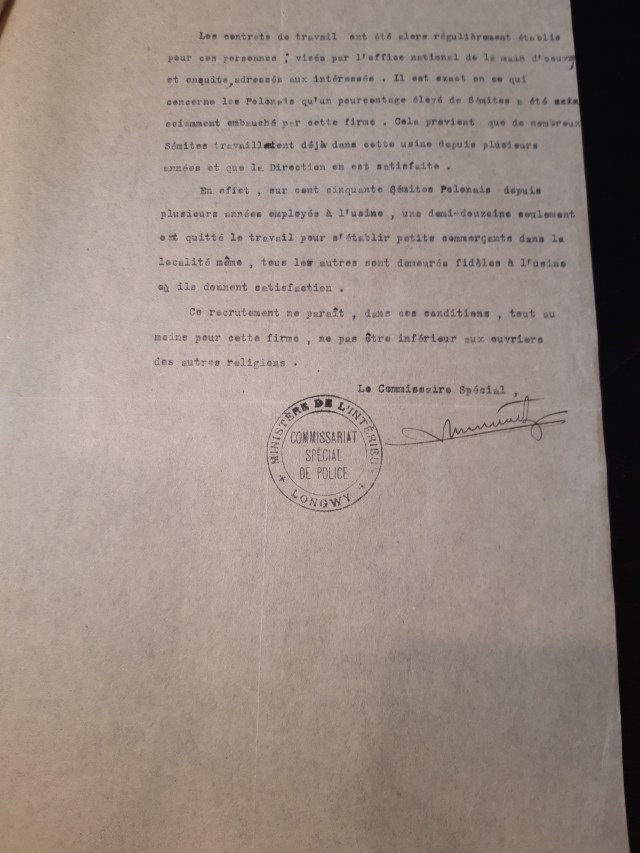 Les contrats de travail ont été alors régulièrement établis
pour ces personnes ; visés par l'office national de la main d'oeuvre
et ensuite, adressés aux intéressés . Il est exact en ce qui
concerne les Polonais qu'un pourcentage élevé de Sémites a été
sciemment embauché par cette firme . Cela provient que de nombreux
Sémites travaillaient déjà dans cette usine depuis plusieurs
années et que la Direction en est satisfaite .
En effet , sur cent cinquante Sémites Polonais depuis
plusieurs années employés à l'usine , une demi-douzaine seulement
ont quitté le travail pour s'établir petits commerçants dans la
localité même , tous les autres sont demeurés fidèles à l'usine
où ils donnent satisfaction .
Ce recrutement ne paraît , dans ces conditions , tout au
moins pour cette firme , ne pas être inférieur aux ouvriers
des autres religions .
Le Commissaire Spécial ,
MINISTÈRE DE L'INTÉRIEUR
COMMISSARIAT
SPÉCIAL
DE POLICE
LONGWY